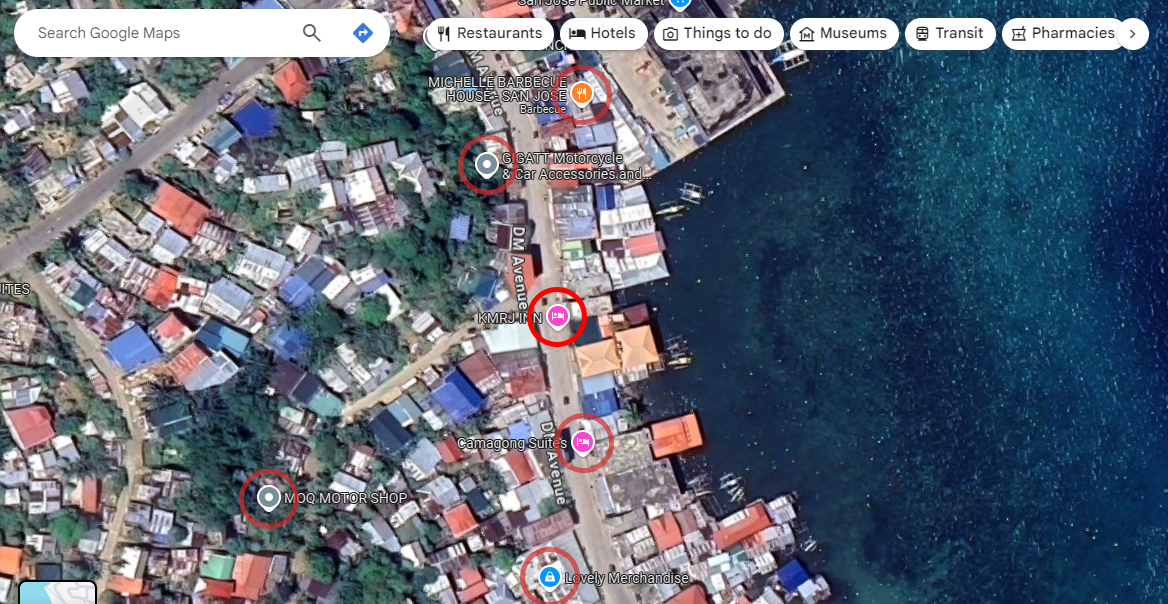 San Jose Public Market
Search Google Maps
Restaurants
Hotels
Things to do
Museums
Transit
Pharmacies
MICHELLE BARBECUE
HOUSE - SAN JOSE
Barbecue
DM Avenue
G.GATT Motorcycle
& Car Accessories and...
DM Avenue
KMRJ INN
Camagong Suites
DM Avenue
MOQ MOTOR SHOP
Lovely Merchandise